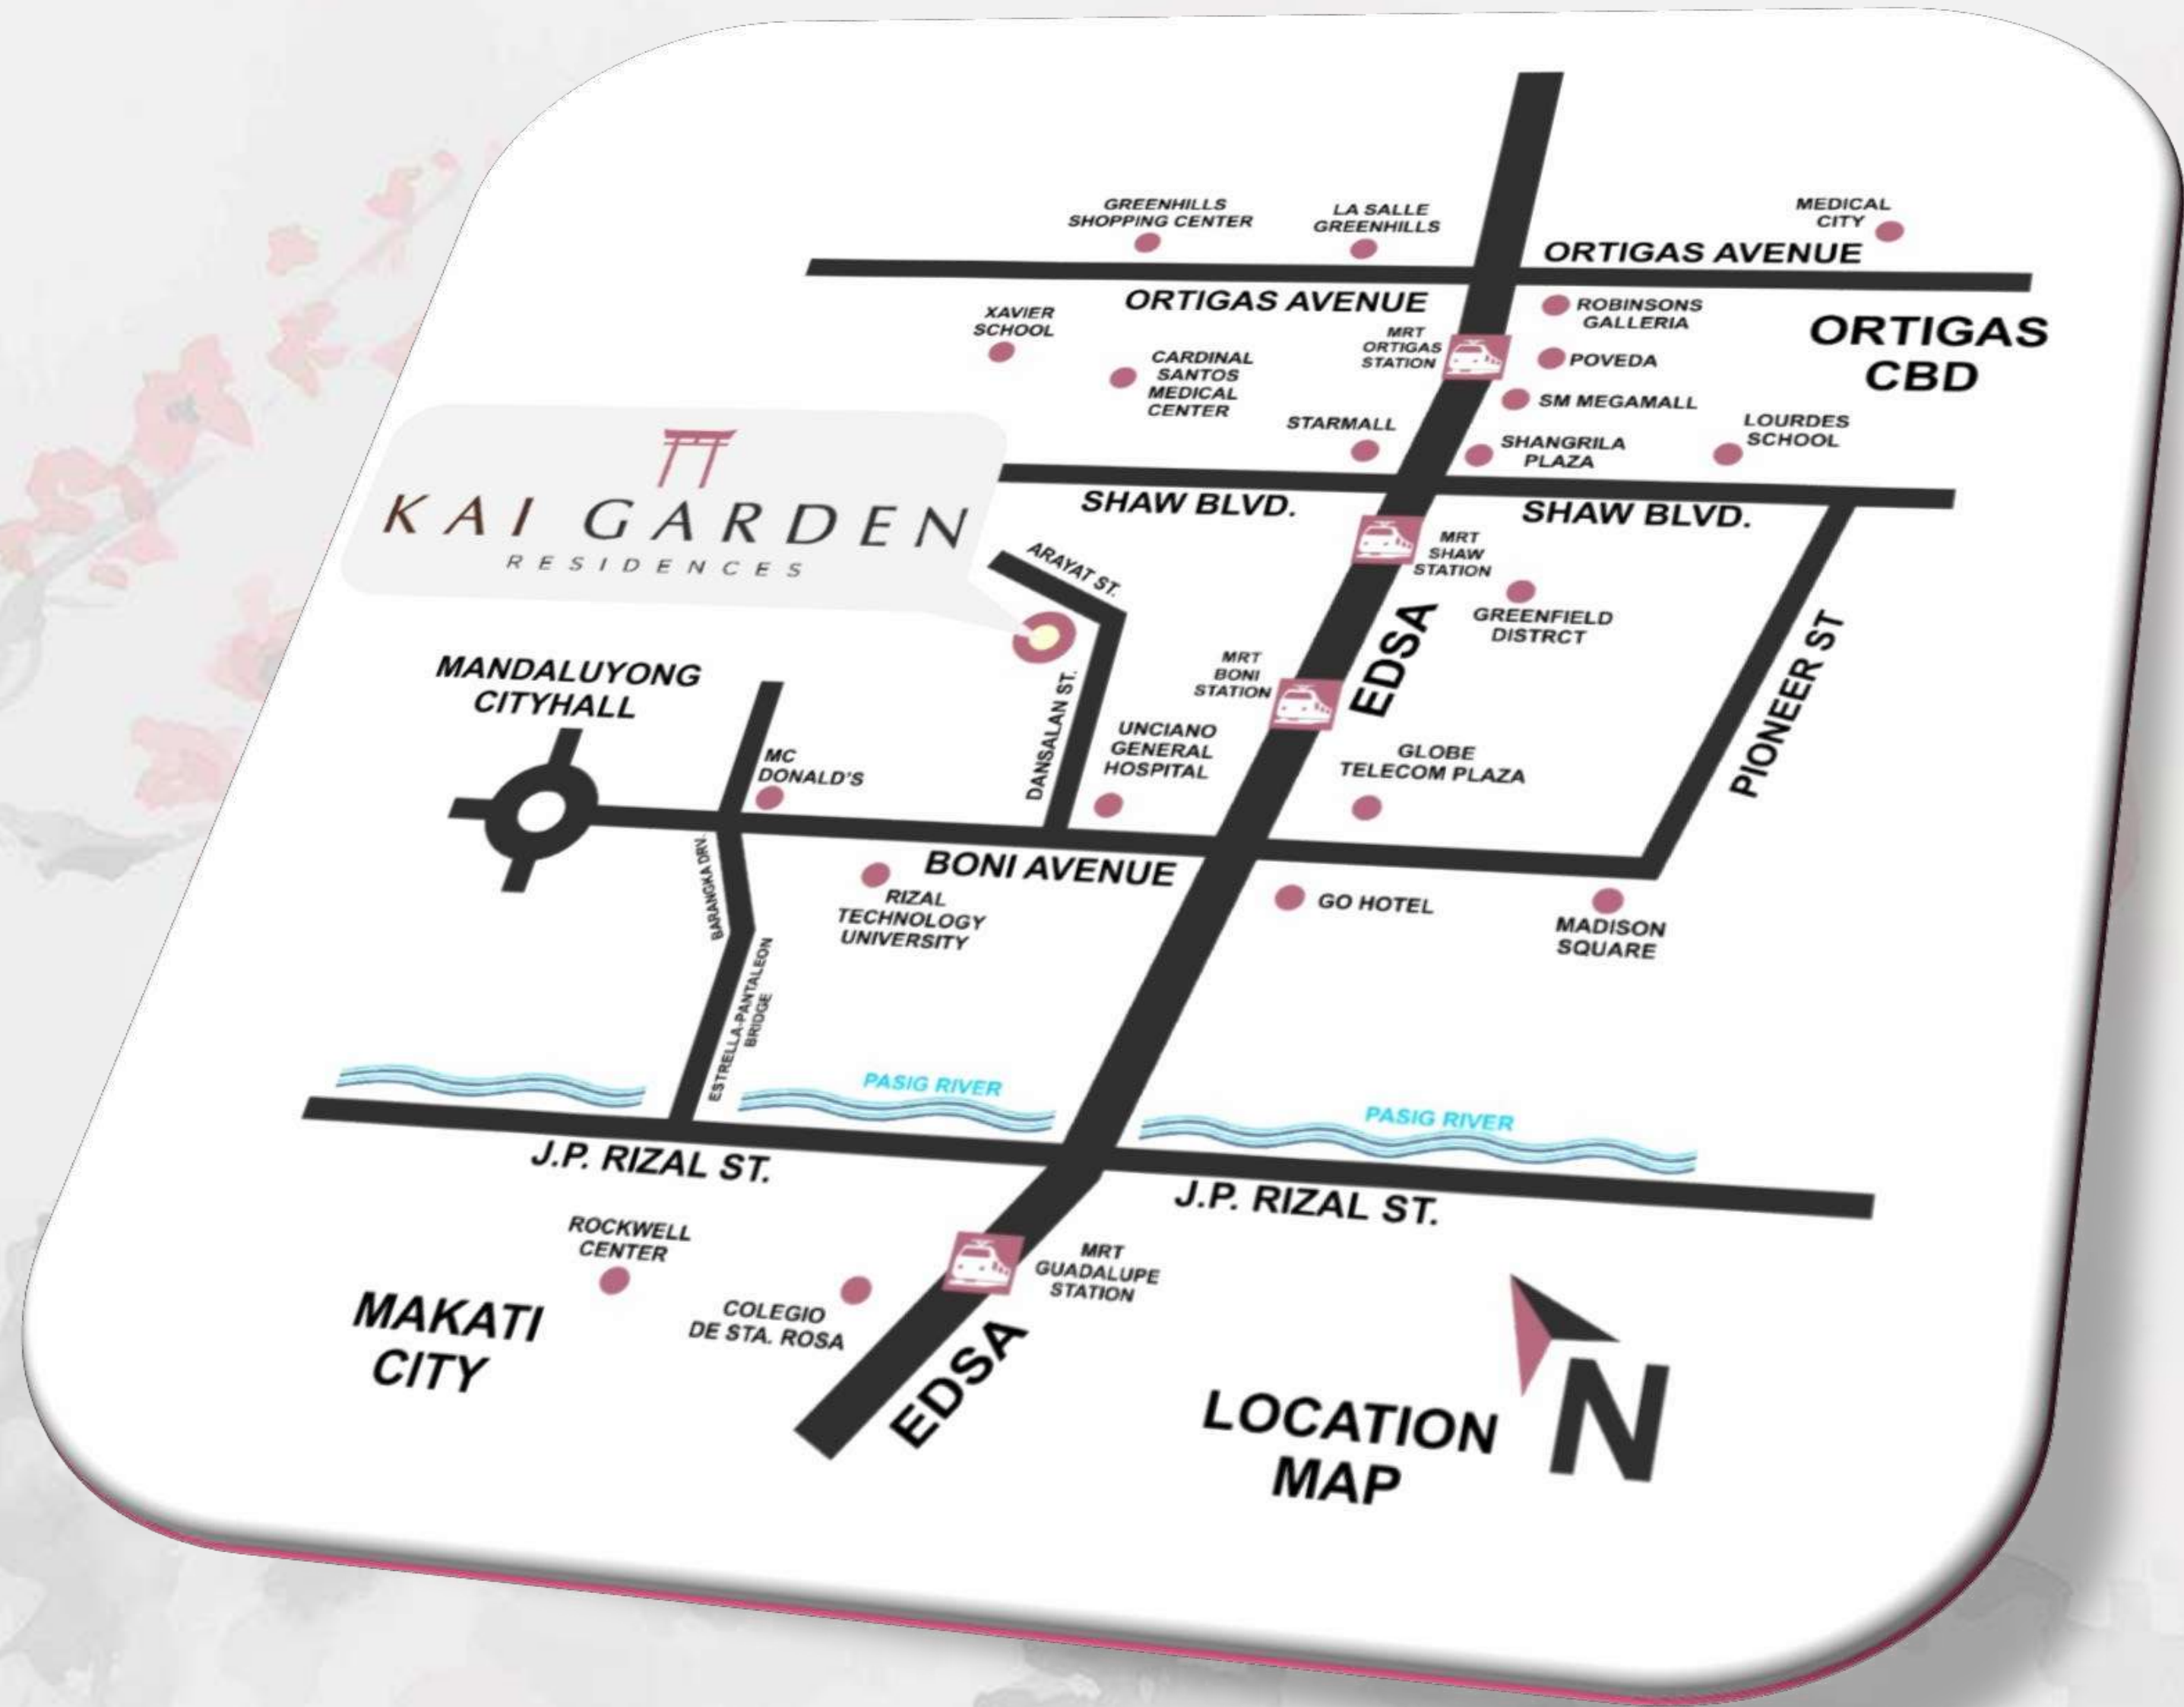 GREENHILLS
SHOPPING CENTER
LA SALLE
GREENHILLS
MEDICAL
CITY
ORTIGAS AVENUE
ORTIGAS AVENUE
XAVIER
SCHOOL
CARDINAL
SANTOS
MEDICAL
CENTER
MRT
ORTIGAS
STATION
ROBINSONS
GALLERIA
POVEDA
ORTIGAS
CBD
SM MEGAMALL
STARMALL
SHANGRILA
PLAZA
LOURDES
SCHOOL
SHAW BLVD.
SHAW BLVD.
KAI GARDEN
RESIDENCES
ARAYAT ST.
MRT
SHAW
STATION
GREENFIELD
DISTRCT
EDSA
PIONEER ST
MANDALUYONG
CITYHALL
MC
DONALD'S
DANSALAN ST.
MRT
BONI
STATION
UNCIANO
GENERAL
HOSPITAL
GLOBE
TELECOM PLAZA
BONI AVENUE
BARANGKA DRV.
RIZAL
TECHNOLOGY
UNIVERSITY
GO HOTEL
MADISON
SQUARE
ESTRELLA-PANTALEON
BRIDGE
PASIG RIVER
PASIG RIVER
J.P. RIZAL ST.
J.P. RIZAL ST.
ROCKWELL
CENTER
COLEGIO
DE STA. ROSA
MRT
GUADALUPE
STATION
MAKATI
CITY
EDSA
LOCATION
MAP
N